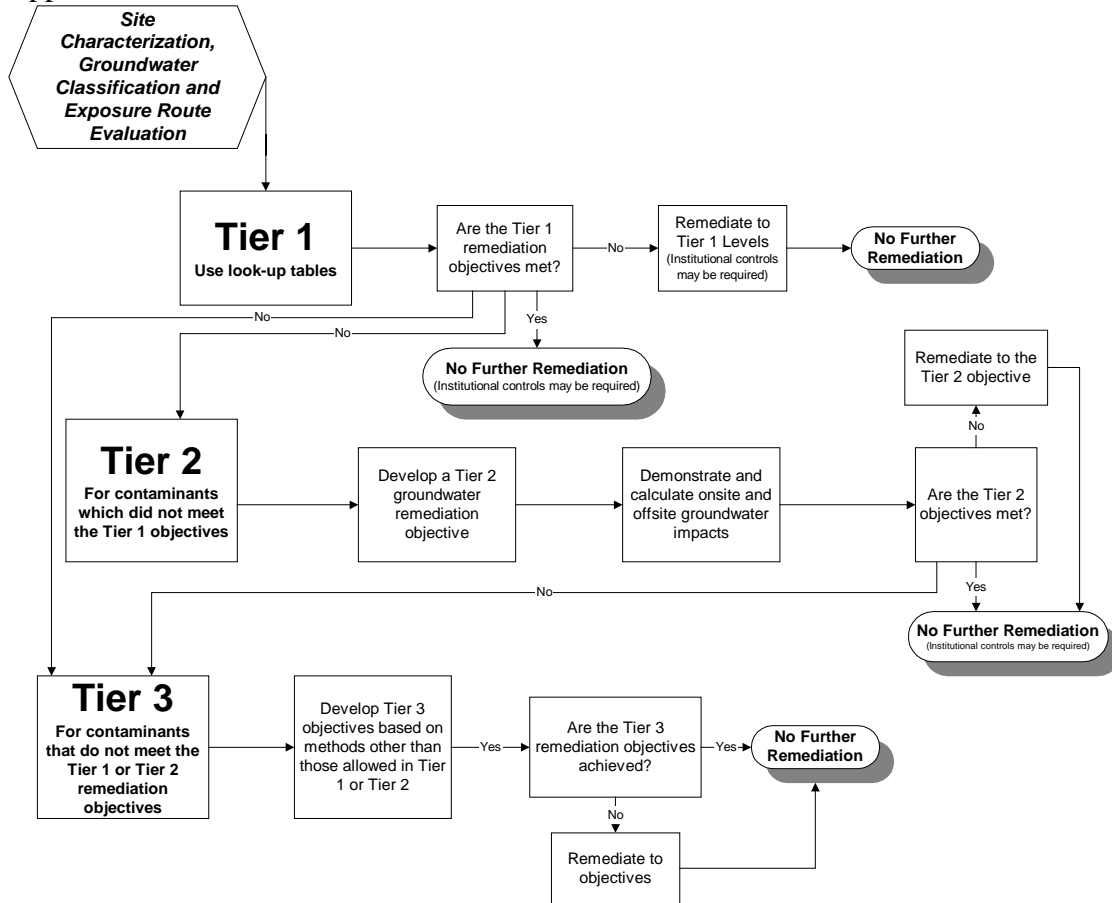 Site
Characterization,
Groundwater
Classification and
Exposure Route
Evaluation
Tier 1
Use look-up tables
Are the Tier 1
remediation
objectives met?
No
Remediate to
Tier 1 Levels
(Institutional controls
may be required)
No Further
Remediation
No
No
Yes
No Further Remediation
(Institutional controls may be required)
Remediate to the
Tier 2 objective
No
Tier 2
For contaminants
which did not meet
the Tier 1 objectives
Develop a Tier 2
groundwater
remediation
objective
Demonstrate and
calculate onsite and
offsite groundwater
impacts
Are the Tier 2
objectives met?
No
Yes
No Further Remediation
(Institutional controls may be required)
Tier 3
For contaminants
that do not meet the
Tier 1 or Tier 2
remediation
objectives
Develop Tier 3
objectives based on
methods other than
those allowed in Tier
1 or Tier 2
Yes
Are the Tier 3
remediation objectives
achieved?
Yes
No Further
Remediation
No
Remediate to
objectives